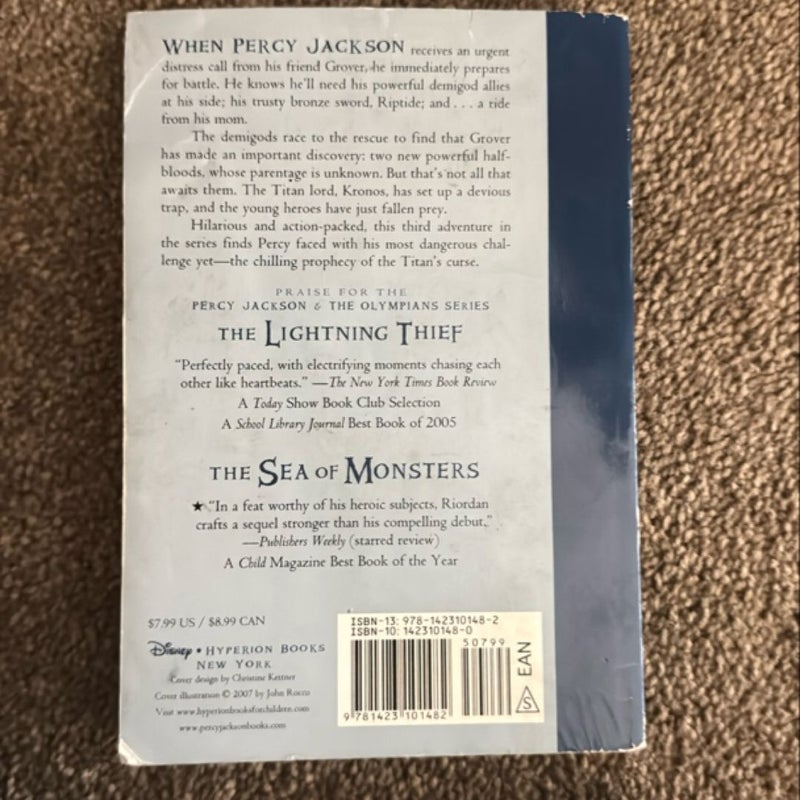 WHEN PERCY JACKSON receives an urgent
distress call from his friend Grover, he immediately prepares
for battle. He knows he'll need his powerful demigod allies
at his side; his trusty bronze sword, Riptide; and . . . a ride
from his mom.
The demigods race to the rescue to find that Grover
has made an important discovery: two new powerful half-
bloods, whose parentage is unknown. But that's not all that
awaits them. The Titan lord, Kronos, has set up a devious
trap, and the young heroes have just fallen prey.
Hilarious and action-packed, this third adventure in
the series finds Percy faced with his most dangerous chal-
lenge yet—the chilling prophecy of the Titan's curse.
PRAISE FOR THE
PERCY JACKSON & THE OLYMPIANS SERIES
THE LIGHTNING THIEF
"Perfectly paced, with electrifying moments chasing each
other like heartbeats." —The New York Times Book Review
A Today Show Book Club Selection
A School Library Journal Best Book of 2005
THE SEA OF MONSTERS
★ "In a feat worthy of his heroic subjects, Riordan
crafts a sequel stronger than his compelling debut."
—Publishers Weekly (starred review)
A Child Magazine Best Book of the Year
$7.99 US / $8.99 CAN
Disney • HYPERION BOOKS
NEW YORK
Cover design by Christine Kettner
Cover illustration © 2007 by John Rocco
Visit www.hyperionbooksforchildren.com
www.percyjacksonbooks.com
ISBN-13: 978-142310148-2
ISBN-10: 142310148-0
50799
EAN
S
9781423101482